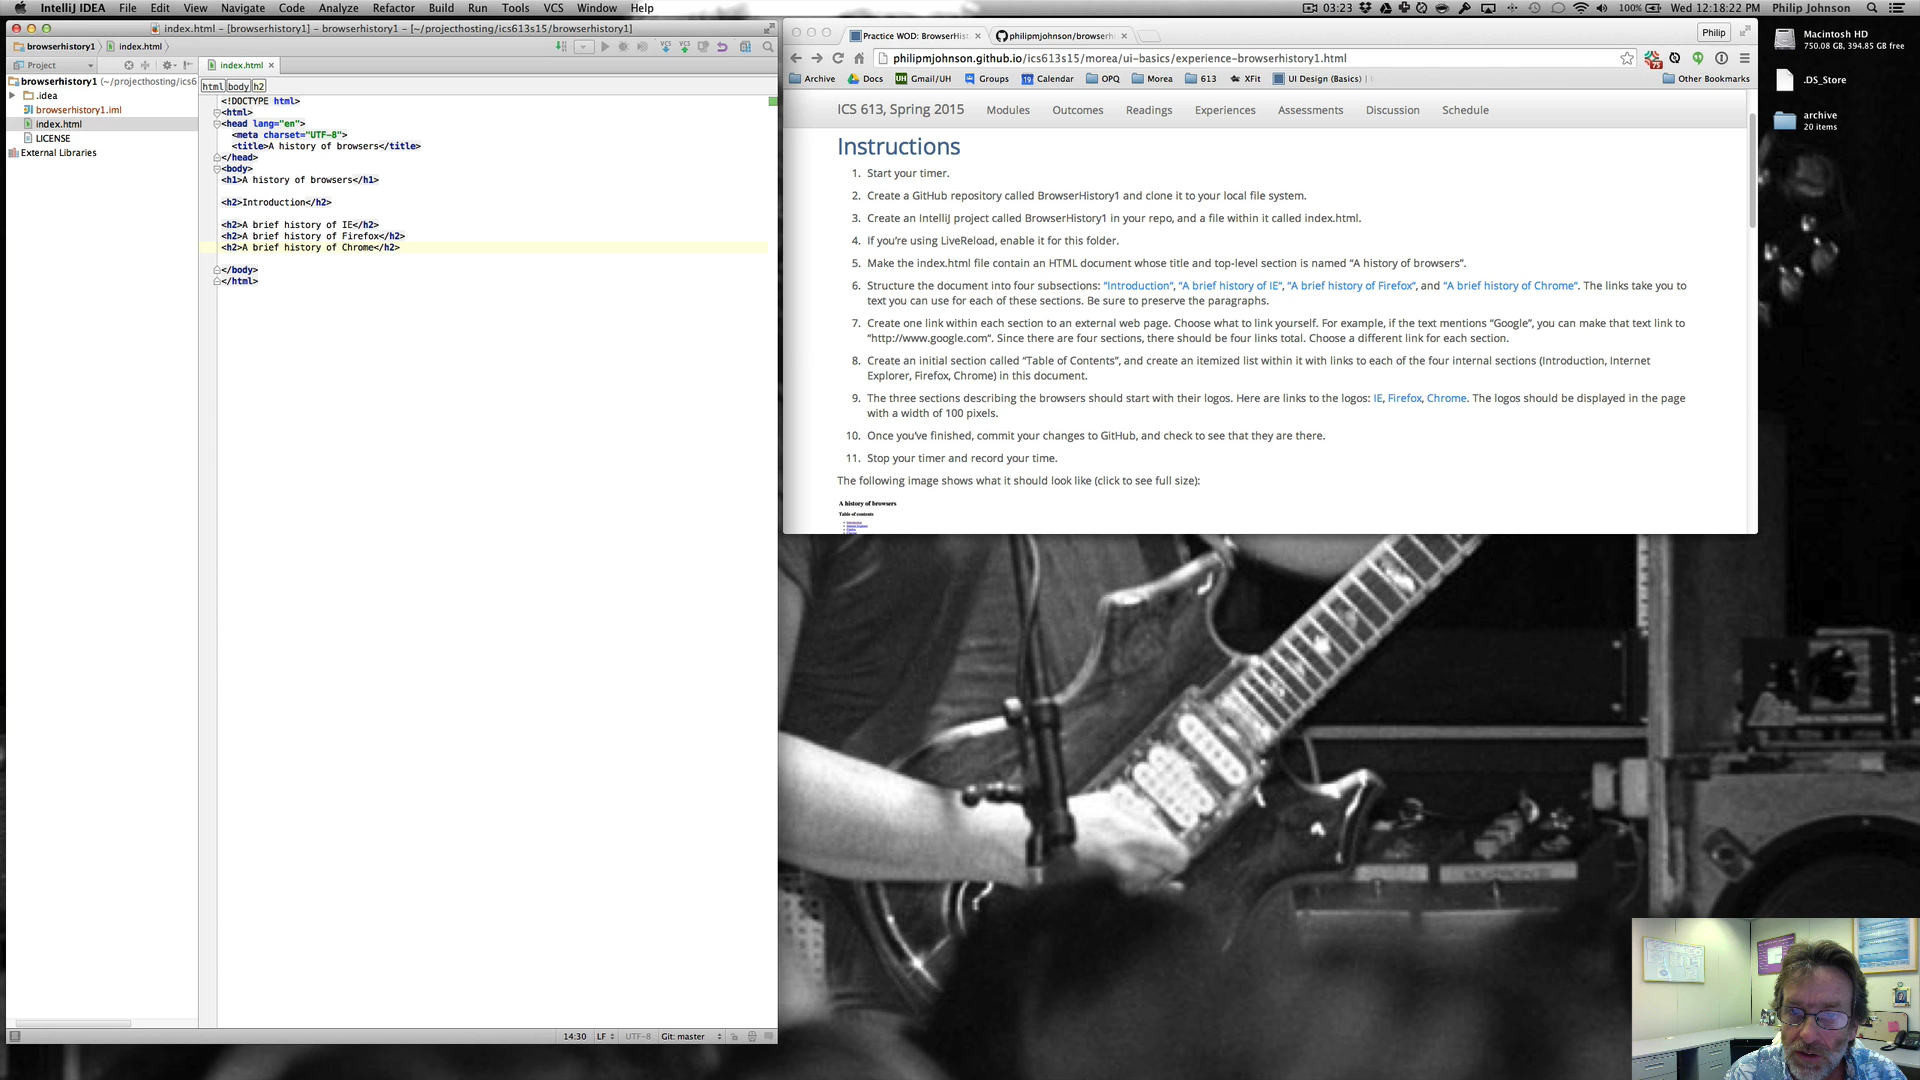 IntelliJ IDEA File Edit View Navigate Code Analyze Refactor Build Run Tools VCS Window Help
03:23 100% Wed 12:18:22 PM Philip Johnson
index.html - [browserhistory1] - browserhistory1 - [~/projecthosting/ics613s15/browserhistory1]
browserhistory1 index.html
Project
index.html
browserhistory1 (~/projecthosting/ics6
.idea
browserhistory1.iml
index.html
LICENSE
External Libraries
html body h2
<!DOCTYPE html>
<html>
<head lang="en">
<meta charset="UTF-8">
<title>A history of browsers</title>
</head>
<body>
<h1>A history of browsers</h1>
<h2>Introduction</h2>
<h2>A brief history of IE</h2>
<h2>A brief history of Firefox</h2>
<h2>A brief history of Chrome</h2>
</body>
</html>
14:30 LF UTF-8 Git: master
Practice WOD: BrowserHis
philipmjohnson/browserh
Philip
philipmjohnson.github.io/ics613s15/morea/ui-basics/experience-browserhistory1.html
75
Archive Docs Gmail/UH Groups Calendar OPQ Morea 613 XFit UI Design (Basics) Other Bookmarks
ICS 613, Spring 2015 Modules Outcomes Readings Experiences Assessments Discussion Schedule
Instructions
1. Start your timer.
2. Create a GitHub repository called BrowserHistory1 and clone it to your local file system.
3. Create an IntelliJ project called BrowserHistory1 in your repo, and a file within it called index.html.
4. If you’re using LiveReload, enable it for this folder.
5. Make the index.html file contain an HTML document whose title and top-level section is named “A history of browsers”.
6. Structure the document into four subsections: “Introduction”, “A brief history of IE”, “A brief history of Firefox”, and “A brief history of Chrome”. The links take you to
text you can use for each of these sections. Be sure to preserve the paragraphs.
7. Create one link within each section to an external web page. Choose what to link yourself. For example, if the text mentions “Google”, you can make that text link to
“http://www.google.com”. Since there are four sections, there should be four links total. Choose a different link for each section.
8. Create an initial section called “Table of Contents”, and create an itemized list within it with links to each of the four internal sections (Introduction, Internet
Explorer, Firefox, Chrome) in this document.
9. The three sections describing the browsers should start with their logos. Here are links to the logos: IE, Firefox, Chrome. The logos should be displayed in the page
with a width of 100 pixels.
10. Once you’ve finished, commit your changes to GitHub, and check to see that they are there.
11. Stop your timer and record your time.
The following image shows what it should look like (click to see full size):
A history of browsers
Table of contents
Macintosh HD
750.08 GB, 394.85 GB free
.DS_Store
archive
20 items